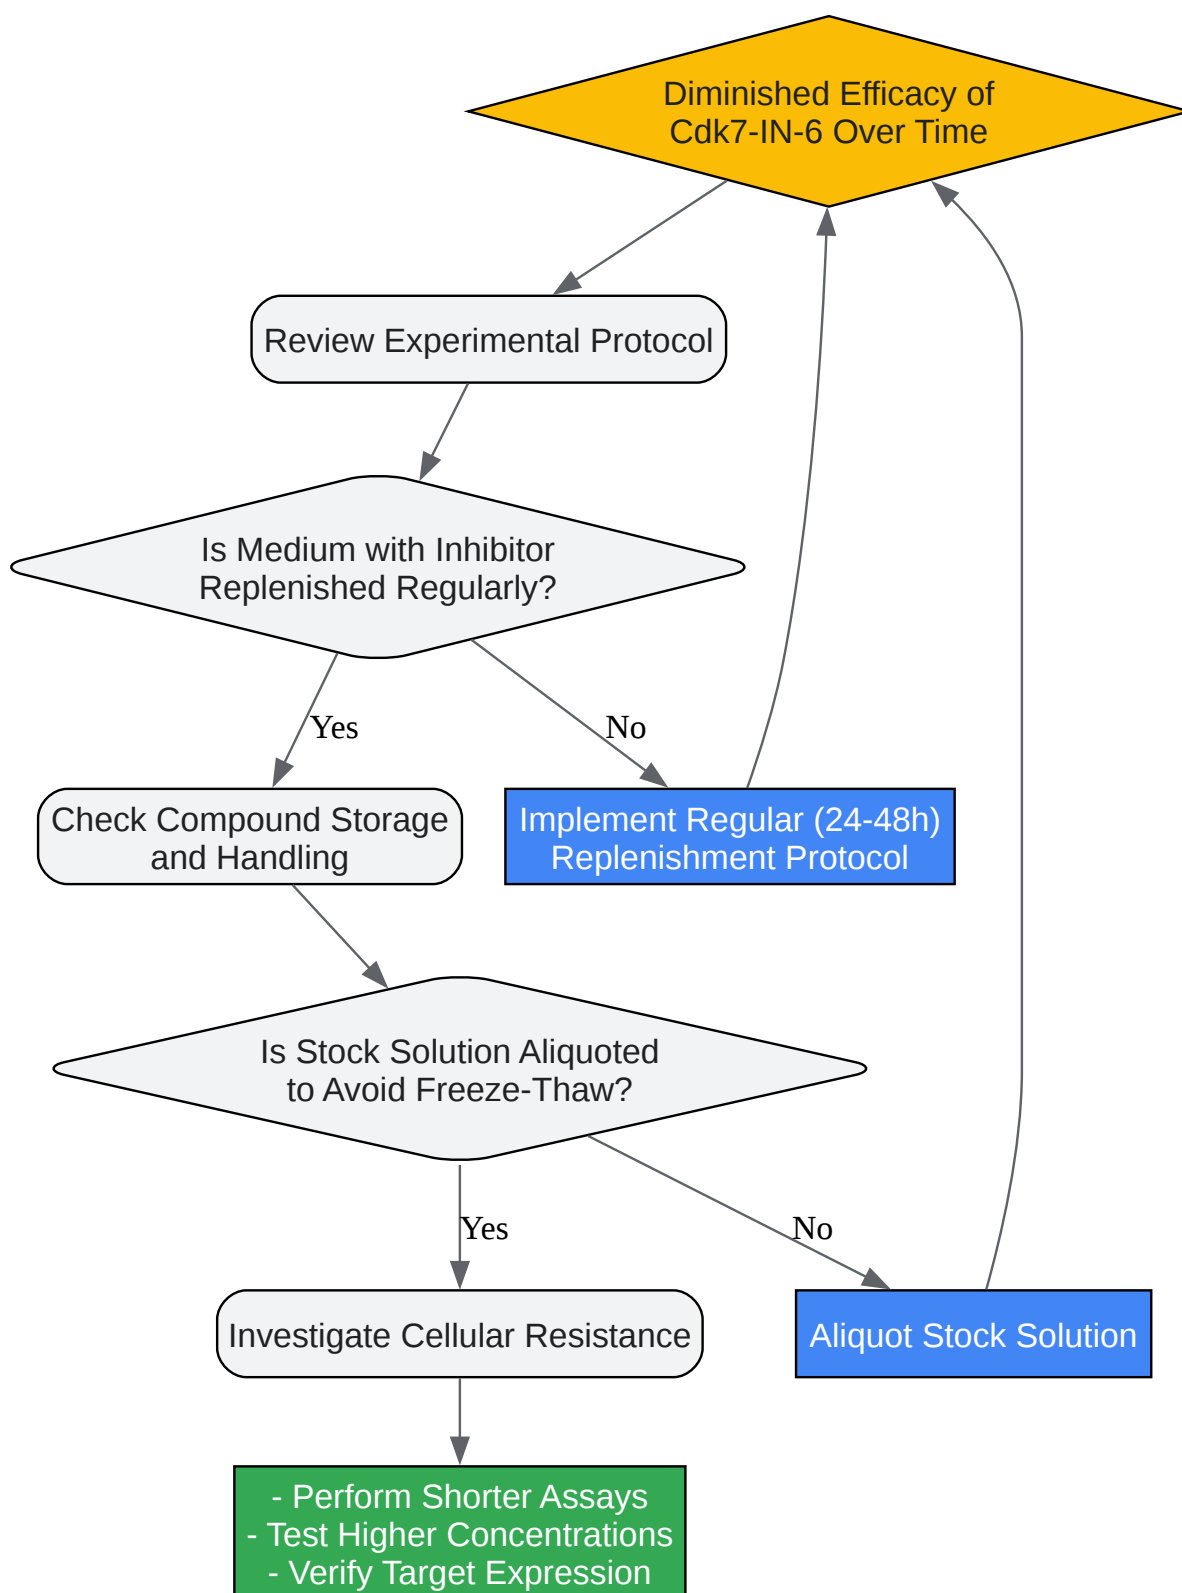 Diminished Efficacy of
Cdk7-IN-6 Over Time
Review Experimental Protocol
Is Medium with Inhibitor
Replenished Regularly?
Yes
No
Check Compound Storage
and Handling
Implement Regular (24-48h)
Replenishment Protocol
Is Stock Solution Aliquoted
to Avoid Freeze-Thaw?
Yes
No
Investigate Cellular Resistance
Aliquot Stock Solution
- Perform Shorter Assays
- Test Higher Concentrations
- Verify Target Expression